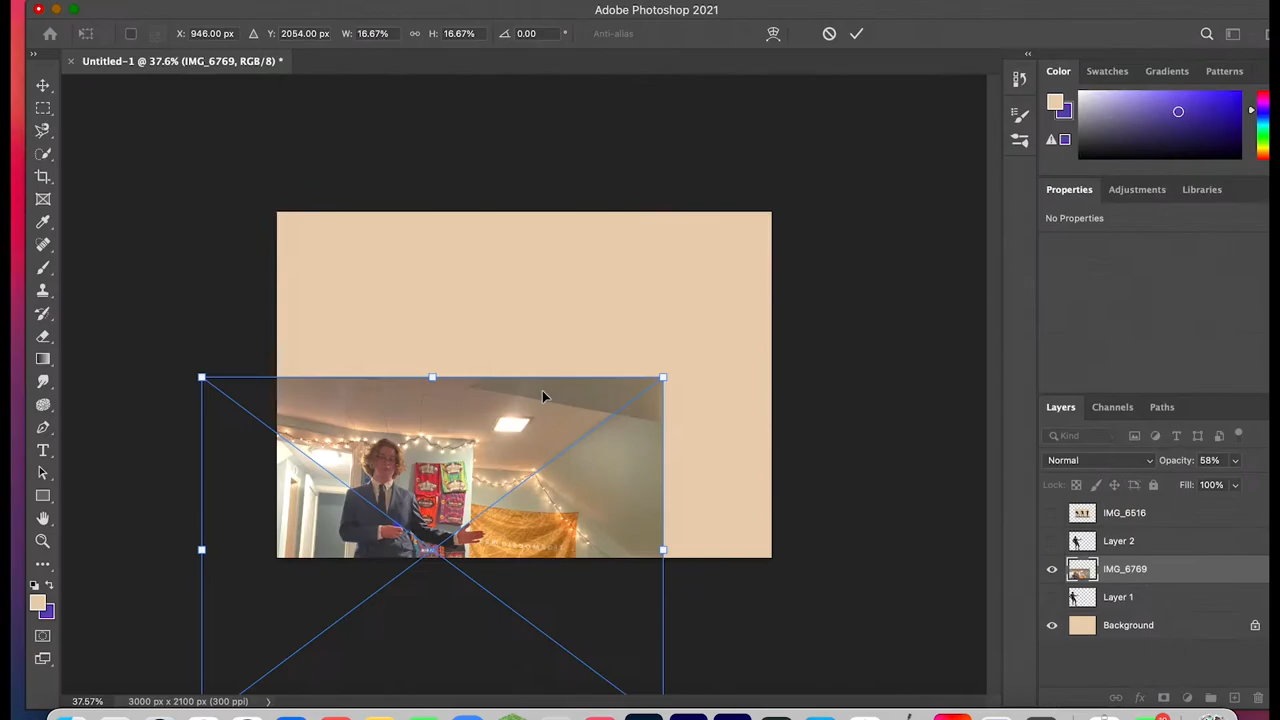 Adobe Photoshop 2021
X: 946.00 px Y: 2054.00 px W: 16.67% H: 16.67% 0.00 ° Anti-alias
Untitled-1 @ 37.6% (IMG_6769, RGB/8) *
Color Swatches Gradients Patterns
Properties Adjustments Libraries
No Properties
Layers Channels Paths
Kind
Normal Opacity: 58%
Lock: Fill: 100%
IMG_6516
Layer 2
IMG_6769
Layer 1
Background
37.57% 3000 px x 2100 px (300 ppi)